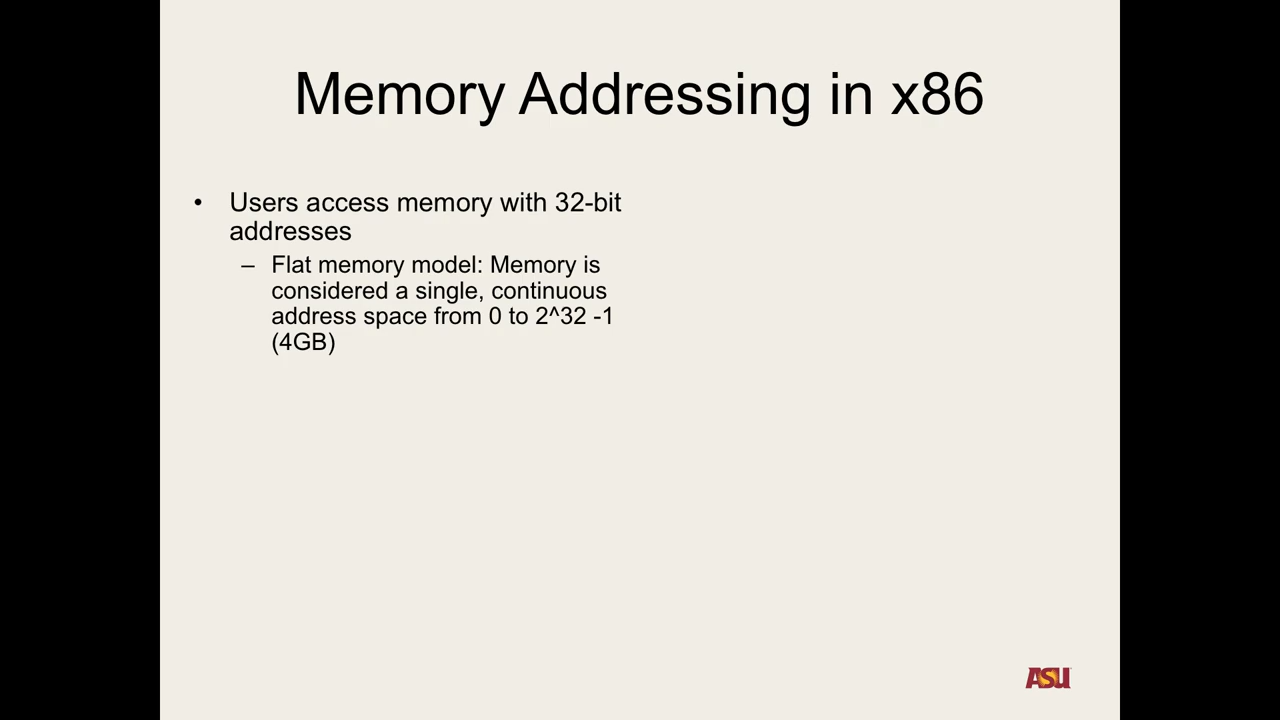 Memory Addressing in x86
• Users access memory with 32-bit
addresses
– Flat memory model: Memory is
considered a single, continuous
address space from 0 to 2^32 -1
(4GB)
ASU